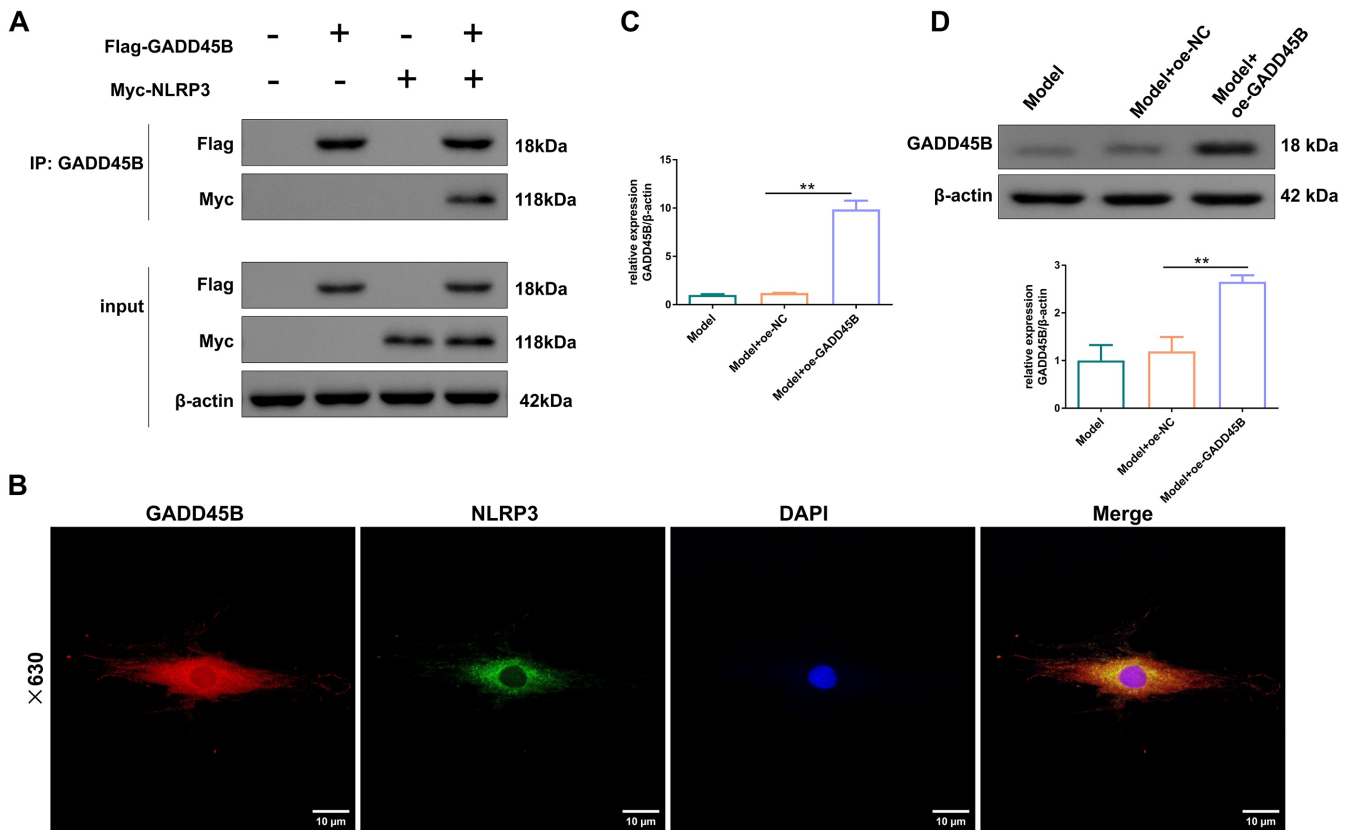 A
Flag-GADD45B - + - +
Myc-NLRP3 - - + +
IP: GADD45B
Flag 18kDa
Myc 118kDa
input
Flag 18kDa
Myc 118kDa
β-actin 42kDa
C
relative expression
GADD45B/β-actin
15
10
5
0
**
Model
Model+oe-NC
Model+oe-GADD45B
D
Model
Model+oe-NC
Model+
oe-GADD45B
GADD45B 18 kDa
β-actin 42 kDa
relative expression
GADD45B/β-actin
3
2
1
0
**
Model
Model+oe-NC
Model+oe-GADD45B
B
GADD45B NLRP3 DAPI Merge
×630
10 μm 10 μm 10 μm 10 μm